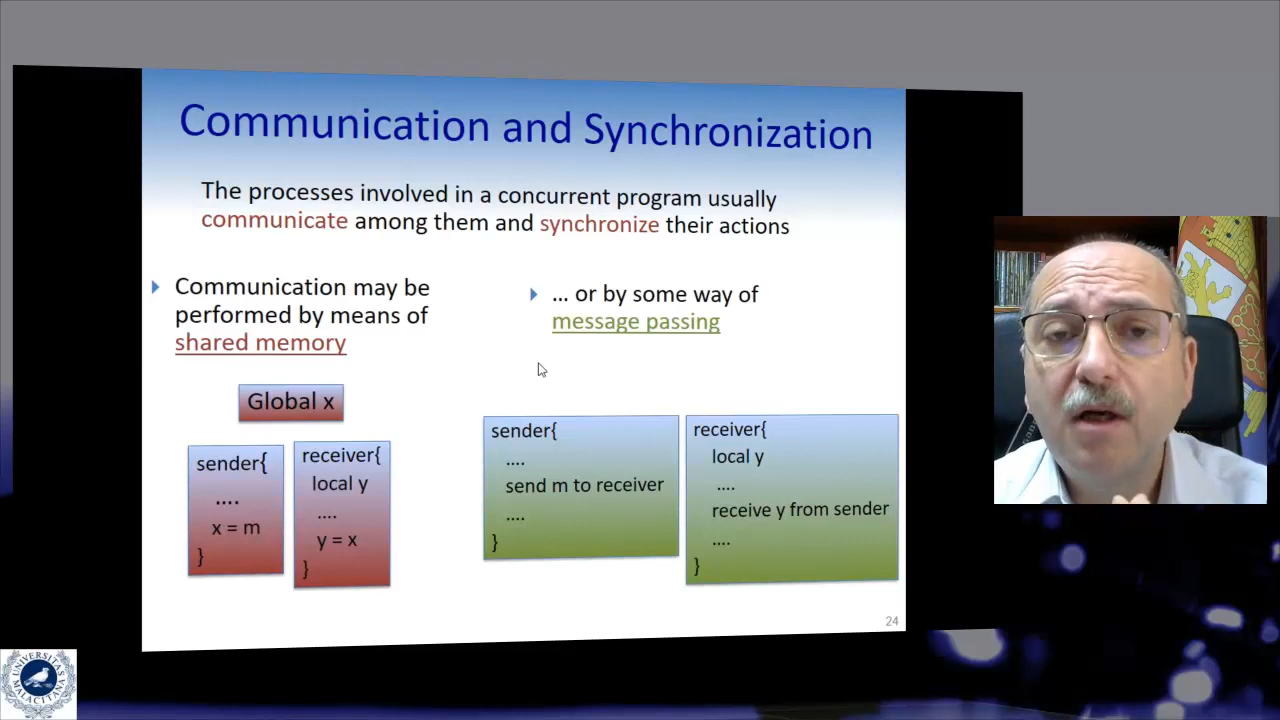 Communication and Synchronization
The processes involved in a concurrent program usually
communicate among them and synchronize their actions
Communication may be
performed by means of
shared memory
Global x
sender{
....
x = m
}
receiver{
local y
....
y = x
}
... or by some way of
message passing
sender{
....
send m to receiver
....
}
receiver{
local y
....
receive y from sender
....
}
24
UNIVERSITAS
MALACITANA